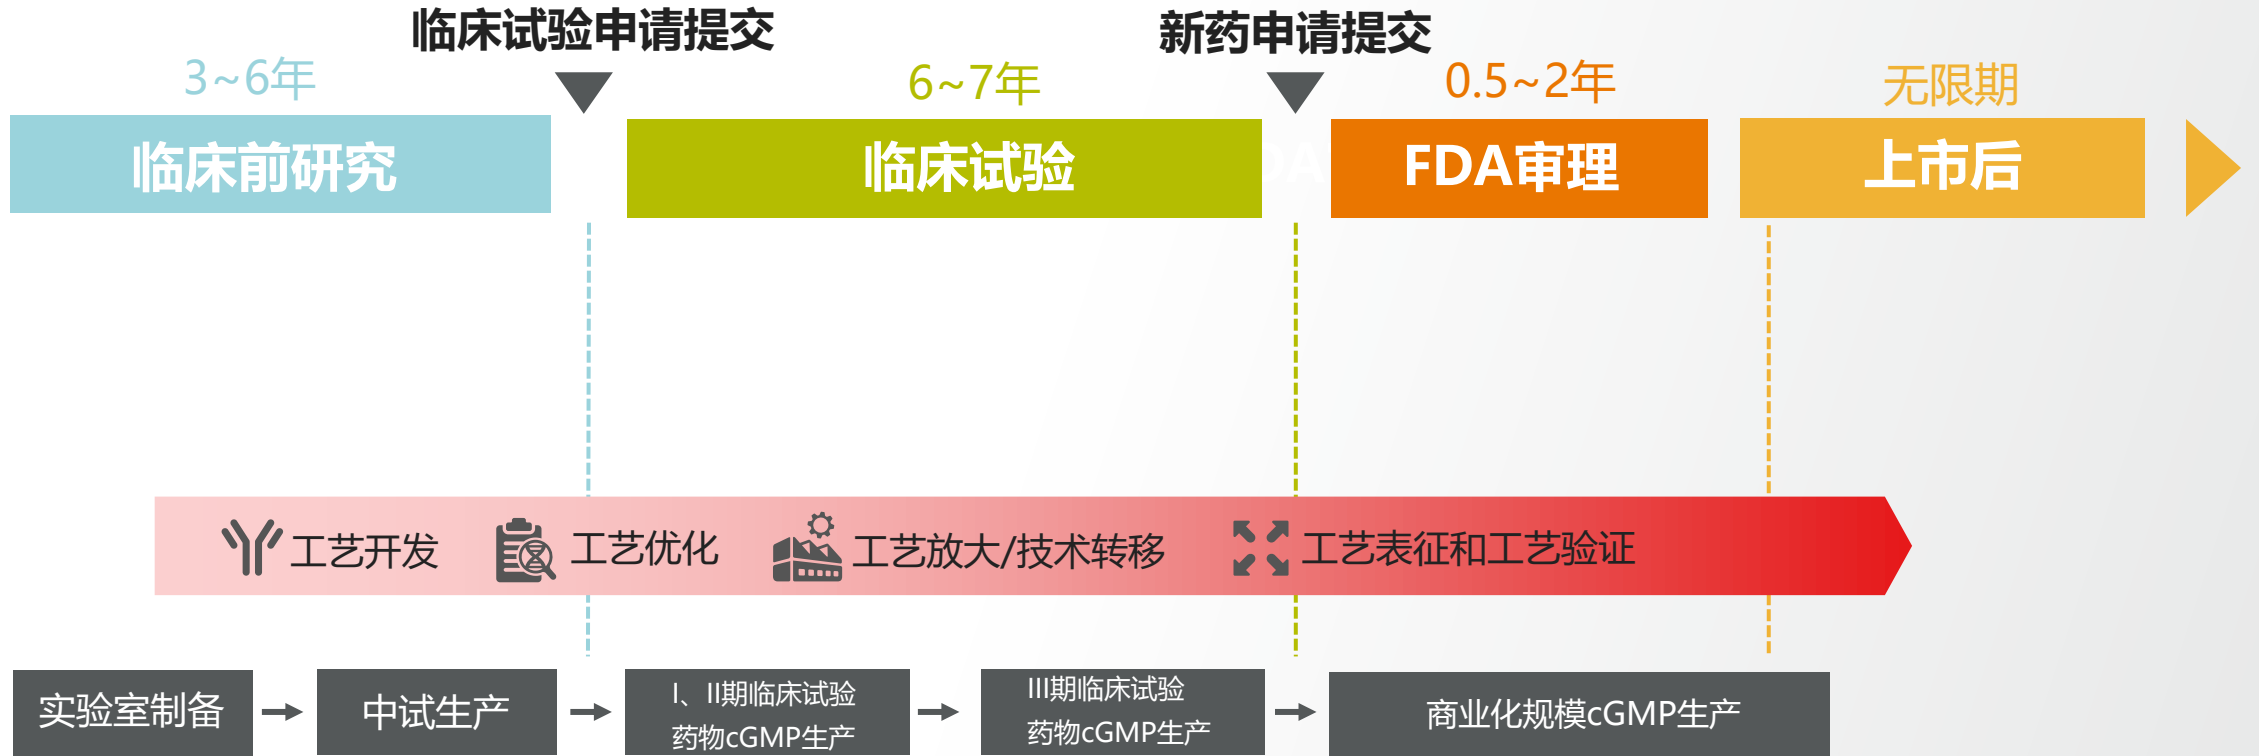 临床试验申请提交
新药申请提交
3~6年
6~7年
0.5~2年
无限期
临床前研究
临床试验
FDA审理
上市后
工艺开发
工艺优化
工艺放大/技术转移
工艺表征和工艺验证
实验室制备
中试生产
I、II期临床试验
药物cGMP生产
III期临床试验
药物cGMP生产
商业化规模cGMP生产